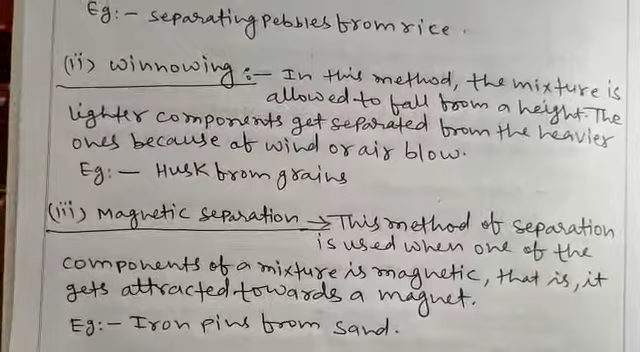 Eg:- separating pebbles from rice.
(ii) winnowing :- In this method, the mixture is
allowed to fall from a height. The
lighter components get separated from the heavier
ones because of wind or air blow.
Eg:- Husk from grains
(iii) Magnetic separation → This method of separation
is used when one of the
components of a mixture is magnetic, that is, it
gets attracted towards a magnet.
Eg:- Iron pins from sand.